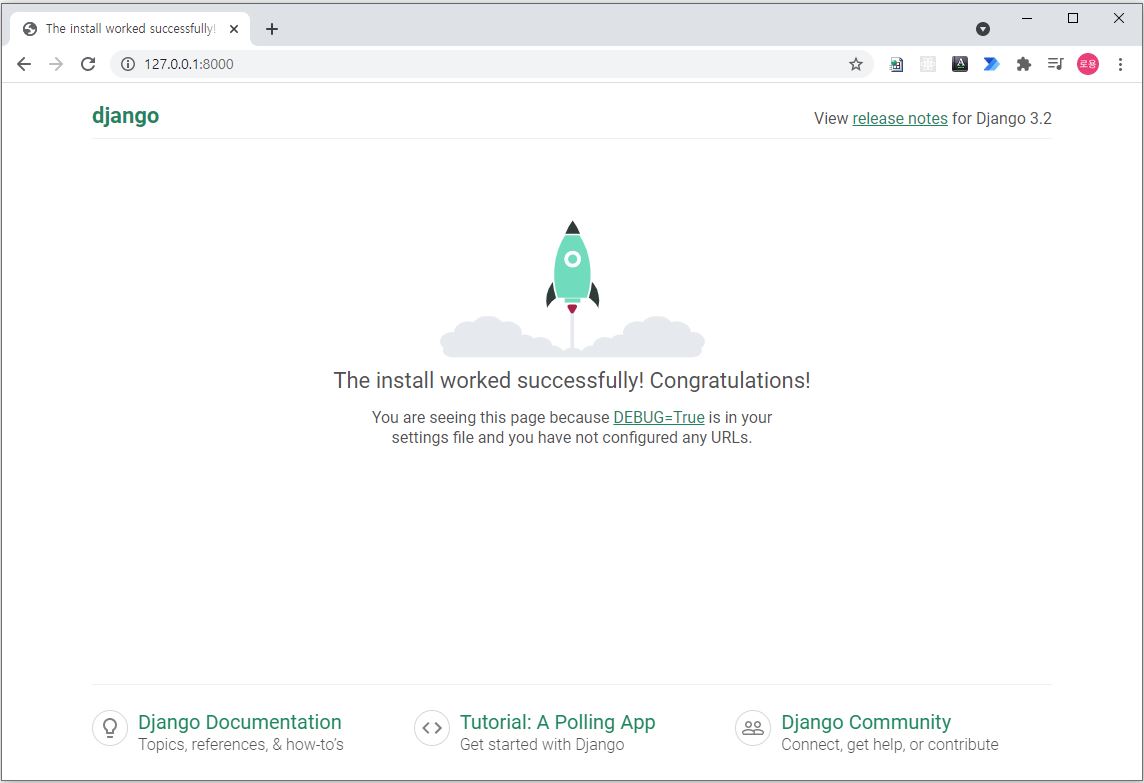 The install worked successfully!
127.0.0.1:8000
로용
django
View release notes for Django 3.2
The install worked successfully! Congratulations!
You are seeing this page because DEBUG=True is in your
settings file and you have not configured any URLs.
Django Documentation
Topics, references, & how-to's
Tutorial: A Polling App
Get started with Django
Django Community
Connect, get help, or contribute